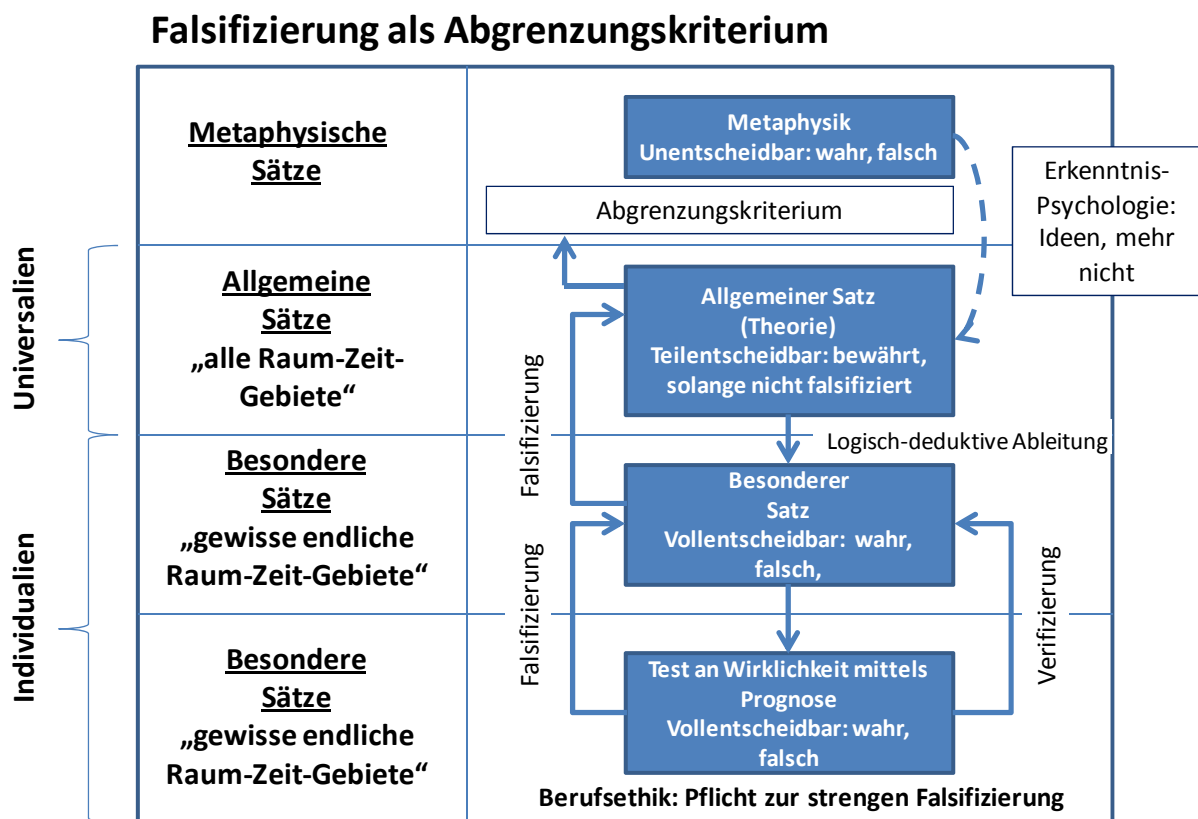 Falsifizierung als Abgrenzungskriterium
Metaphysische
Sätze
Metaphysik
Unentscheidbar: wahr, falsch
Abgrenzungskriterium
Erkenntnis-
Psychologie:
Ideen, mehr
nicht
Universalien
Allgemeine
Sätze
„alle Raum-Zeit-
Gebiete“
Allgemeiner Satz
(Theorie)
Teilentscheidbar: bewährt,
solange nicht falsifiziert
Falsifizierung
Logisch-deduktive Ableitung
Individualien
Besondere
Sätze
„gewisse endliche
Raum-Zeit-Gebiete“
Besonderer
Satz
Vollentscheidbar: wahr,
falsch,
Falsifizierung
Verifizierung
Besondere
Sätze
„gewisse endliche
Raum-Zeit-Gebiete“
Test an Wirklichkeit mittels
Prognose
Vollentscheidbar: wahr,
falsch
Berufsethik: Pflicht zur strengen Falsifizierung